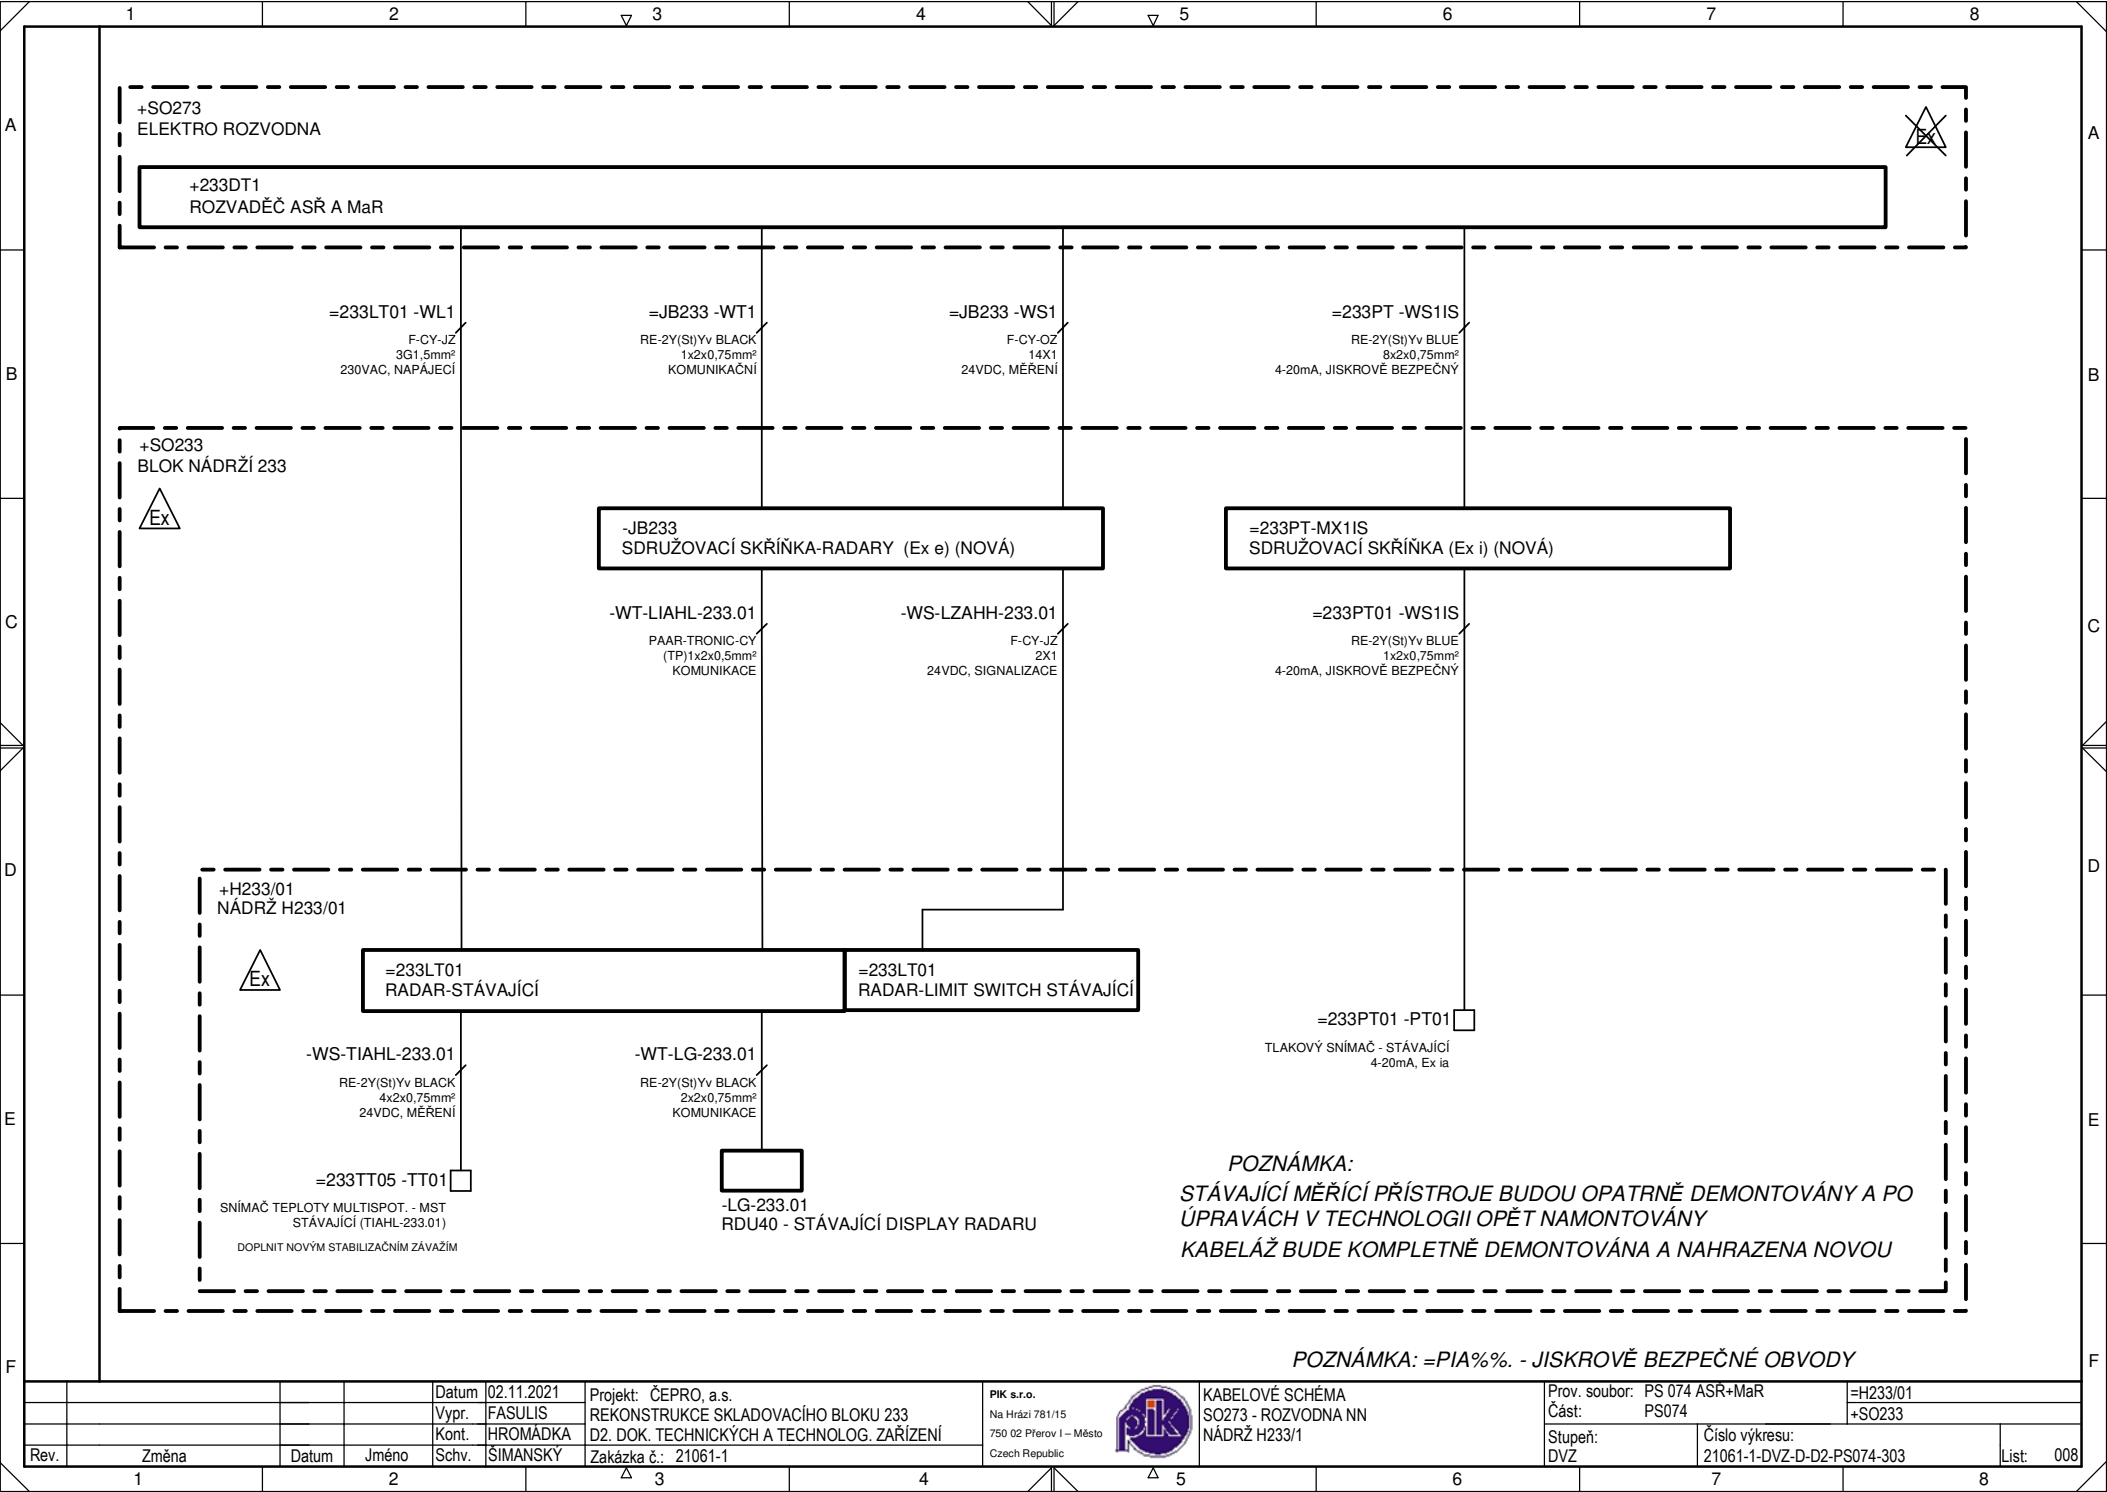 1 2 3 4 5 6 7 8
A A
B B
C C
D D
E E
F F
+SO273
ELEKTRO ROZVODNA
Ex
+233DT1
ROZVADĚČ ASŘ A MaR
=233LT01 -WL1
F-CY-JZ
3G1,5mm²
230VAC, NAPÁJECÍ
=JB233 -WT1
RE-2Y(St)Yv BLACK
1x2x0,75mm²
KOMUNIKAČNÍ
=JB233 -WS1
F-CY-OZ
14X1
24VDC, MĚŘENÍ
=233PT -WS1IS
RE-2Y(St)Yv BLUE
8x2x0,75mm²
4-20mA, JISKROVĚ BEZPEČNÝ
+SO233
BLOK NÁDRŽÍ 233
Ex
-JB233
SDRUŽOVACÍ SKŘÍŇKA-RADARY (Ex e) (NOVÁ)
=233PT-MX1IS
SDRUŽOVACÍ SKŘÍŇKA (Ex i) (NOVÁ)
-WT-LIAHL-233.01
PAAR-TRONIC-CY
(TP)1x2x0,5mm²
KOMUNIKACE
-WS-LZAHH-233.01
F-CY-JZ
2X1
24VDC, SIGNALIZACE
=233PT01 -WS1IS
RE-2Y(St)Yv BLUE
1x2x0,75mm²
4-20mA, JISKROVĚ BEZPEČNÝ
+H233/01
NÁDRŽ H233/01
Ex
=233LT01
RADAR-STÁVAJÍCÍ
=233LT01
RADAR-LIMIT SWITCH STÁVAJÍCÍ
=233PT01 -PT01
TLAKOVÝ SNÍMAČ - STÁVAJÍCÍ
4-20mA, Ex ia
-WS-TIAHL-233.01
RE-2Y(St)Yv BLACK
4x2x0,75mm²
24VDC, MĚŘENÍ
-WT-LG-233.01
RE-2Y(St)Yv BLACK
2x2x0,75mm²
KOMUNIKACE
=233TT05 -TT01
SNÍMAČ TEPLOTY MULTISPOT. - MST
STÁVAJÍCÍ (TIAHL-233.01)
DOPLNIT NOVÝM STABILIZAČNÍM ZÁVAŽÍM
-LG-233.01
RDU40 - STÁVAJÍCÍ DISPLAY RADARU
POZNÁMKA:
STÁVAJÍCÍ MĚŘÍCÍ PŘÍSTROJE BUDOU OPATRNĚ DEMONTOVÁNY A PO
ÚPRAVÁCH V TECHNOLOGII OPĚT NAMONTOVÁNY
KABELÁŽ BUDE KOMPLETNĚ DEMONTOVÁNA A NAHRAZENA NOVOU
POZNÁMKA: =PIA%%. - JISKROVĚ BEZPEČNÉ OBVODY
Rev. Změna Datum Jméno
Datum 02.11.2021
Vypr. FASULIS
Kont. HROMÁDKA
Schv. ŠIMANSKÝ
Projekt: ČEPRO, a.s.
REKONSTRUKCE SKLADOVACÍHO BLOKU 233
D2. DOK. TECHNICKÝCH A TECHNOLOG. ZAŘÍZENÍ
Zakázka č.: 21061-1
PIK s.r.o.
Na Hrázi 781/15
750 02 Přerov I – Město
Czech Republic
pik
KABELOVÉ SCHÉMA
SO273 - ROZVODNA NN
NÁDRŽ H233/1
Prov. soubor: PS 074 ASŘ+MaR
Část: PS074
=H233/01
+SO233
Stupeň:
DVZ
Číslo výkresu:
21061-1-DVZ-D-D2-PS074-303
List: 008
1 2 3 4 5 6 7 8